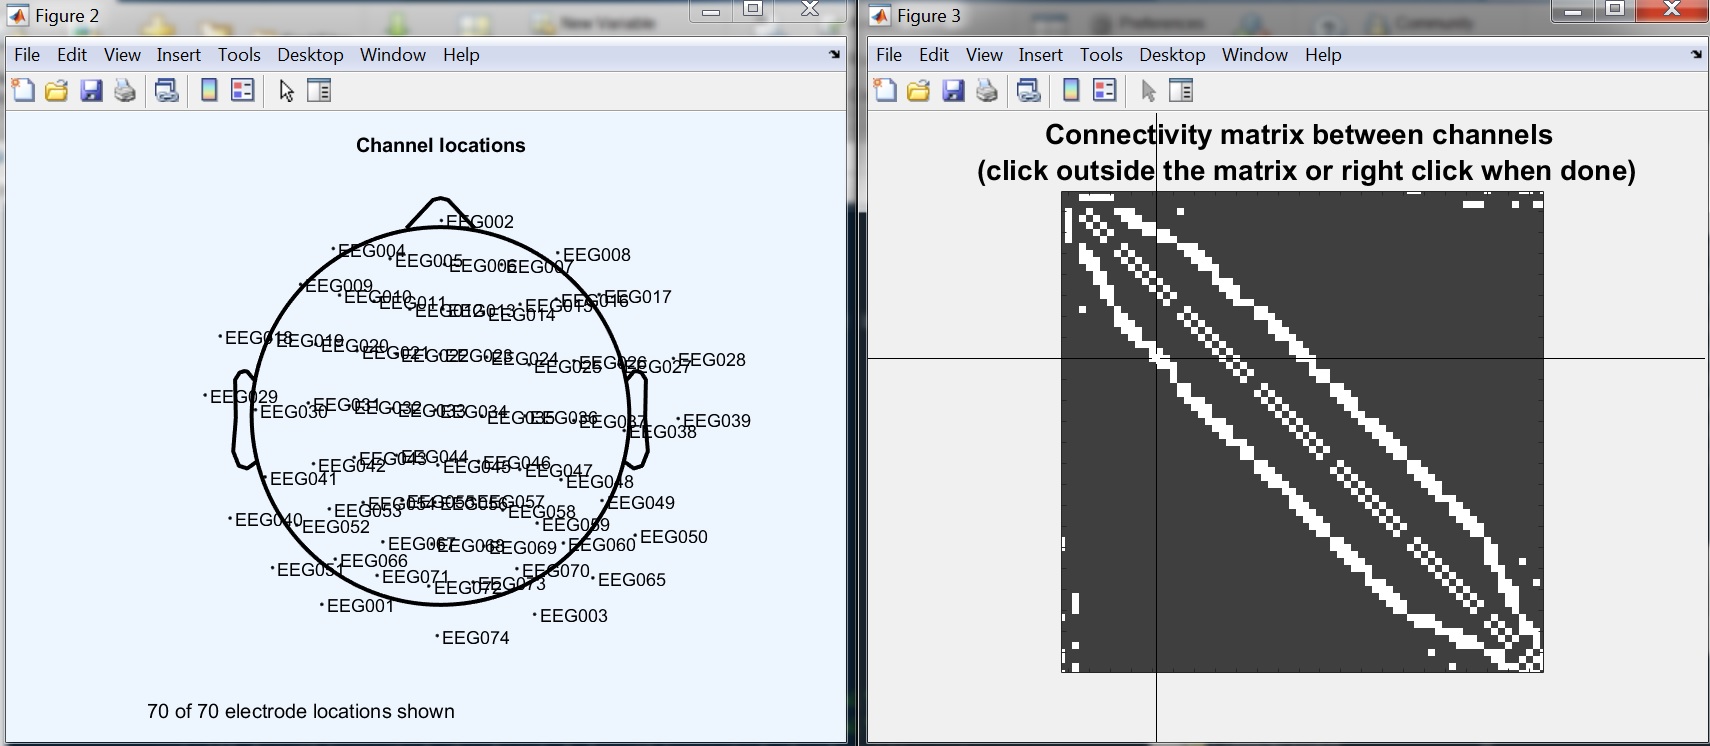 Figure 2
New Variable
File Edit View Insert Tools Desktop Window Help
Channel locations
EEG002
EEG004
EEG005
EEG006
EEG007
EEG008
EEG009
EEG010
EEG011
EEG012
EEG013
EEG014
EEG015
EEG016
EEG017
EEG018
EEG019
EEG020
EEG021
EEG022
EEG023
EEG024
EEG025
EEG026
EEG027
EEG028
EEG029
EEG030
EEG031
EEG032
EEG033
EEG034
EEG035
EEG036
EEG037
EEG038
EEG039
EEG040
EEG041
EEG042
EEG043
EEG044
EEG045
EEG046
EEG047
EEG048
EEG049
EEG050
EEG051
EEG052
EEG053
EEG054
EEG055
EEG056
EEG057
EEG058
EEG059
EEG060
EEG065
EEG066
EEG067
EEG068
EEG069
EEG070
EEG071
EEG072
EEG073
EEG001
EEG003
EEG074
70 of 70 electrode locations shown
Figure 3
Preferences
Community
File Edit View Insert Tools Desktop Window Help
Connectivity matrix between channels
(click outside the matrix or right click when done)